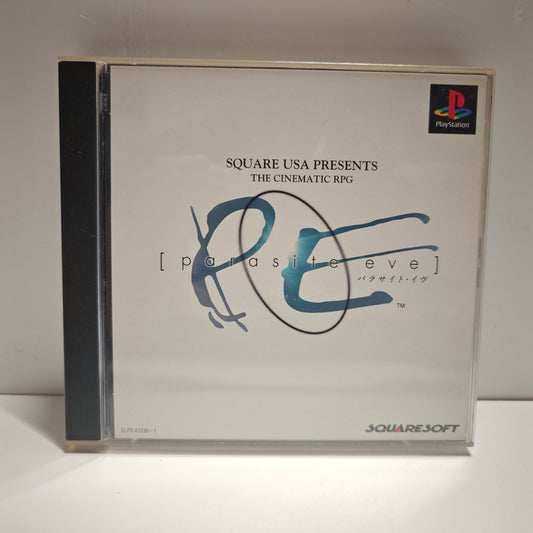 PlayStation
SQUARE USA PRESENTS
THE CINEMATIC RPG
PE
[ parasite eve ]
パラサイト・イヴ
TM
SLPS 01230~1
SQUARESOFT